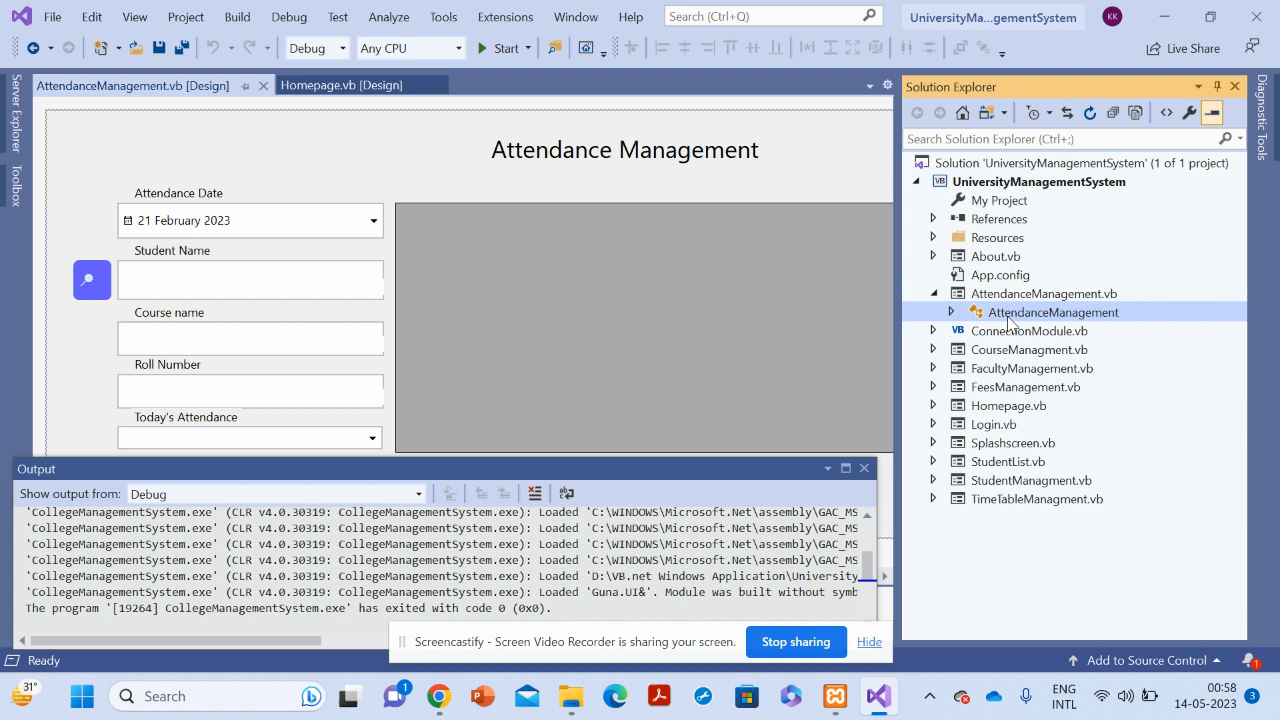 File Edit View Project Build Debug Test Analyze Tools Extensions Window Help Search (Ctrl+Q) UniversityMa...gementSystem KK
Debug Any CPU Start Live Share
Server Explorer
Toolbox
AttendanceManagement.vb [Design] Homepage.vb [Design]
Attendance Management
Attendance Date
21 February 2023
Student Name
Course name
Roll Number
Today's Attendance
Output
Show output from: Debug
'CollegeManagementSystem.exe' (CLR v4.0.30319: CollegeManagementSystem.exe): Loaded 'C:\WINDOWS\Microsoft.Net\assembly\GAC_MS
'CollegeManagementSystem.exe' (CLR v4.0.30319: CollegeManagementSystem.exe): Loaded 'C:\WINDOWS\Microsoft.Net\assembly\GAC_MS
'CollegeManagementSystem.exe' (CLR v4.0.30319: CollegeManagementSystem.exe): Loaded 'C:\WINDOWS\Microsoft.Net\assembly\GAC_MS
'CollegeManagementSystem.exe' (CLR v4.0.30319: CollegeManagementSystem.exe): Loaded 'C:\WINDOWS\Microsoft.Net\assembly\GAC_MS
'CollegeManagementSystem.exe' (CLR v4.0.30319: CollegeManagementSystem.exe): Loaded 'D:\VB.net Windows Application\University
'CollegeManagementSystem.exe' (CLR v4.0.30319: CollegeManagementSystem.exe): Loaded 'Guna.UI&'. Module was built without symb
The program '[19264] CollegeManagementSystem.exe' has exited with code 0 (0x0).
Screencastify - Screen Video Recorder is sharing your screen. Stop sharing Hide
Solution Explorer
Search Solution Explorer (Ctrl+;)
Solution 'UniversityManagementSystem' (1 of 1 project)
VB UniversityManagementSystem
My Project
References
Resources
About.vb
App.config
AttendanceManagement.vb
AttendanceManagement
VB ConnectionModule.vb
CourseManagment.vb
FacultyManagement.vb
FeesManagement.vb
Homepage.vb
Login.vb
Splashscreen.vb
StudentList.vb
StudentManagment.vb
TimeTableManagment.vb
Diagnostic Tools
Ready Add to Source Control 1
31° Search 1 ENG INTL 00:58 14-05-2023 3